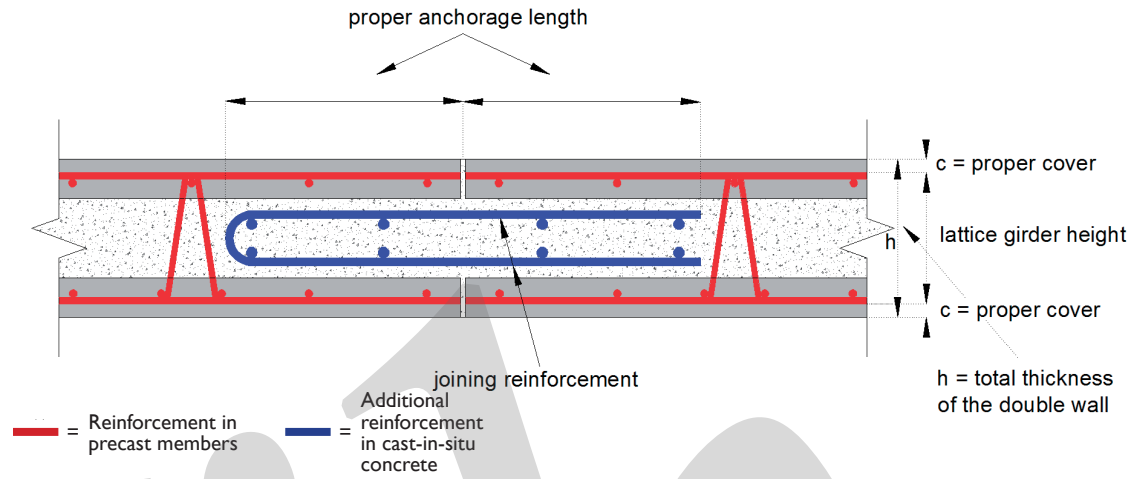 proper anchorage length
c = proper cover
h
lattice girder height
c = proper cover
joining reinforcement
h = total thickness
of the double wall
= Reinforcement in
precast members
= Additional
reinforcement
in cast-in-situ
concrete